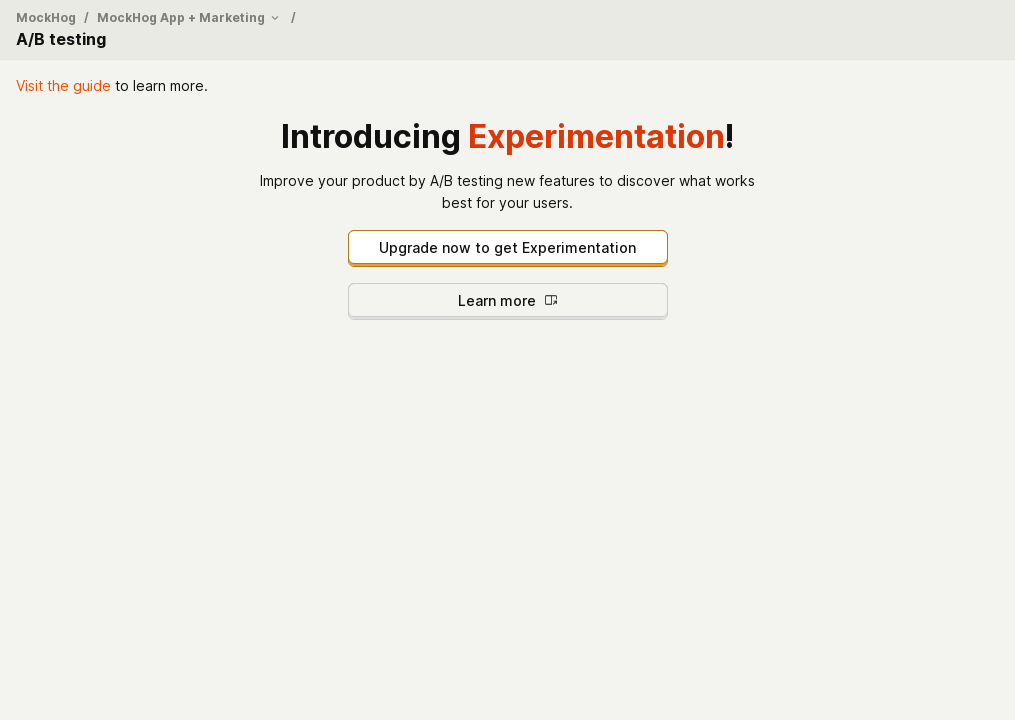 MockHog / MockHog App + Marketing /
A/B testing
Visit the guide to learn more.
Introducing Experimentation!
Improve your product by A/B testing new features to discover what works
best for your users.
Upgrade now to get Experimentation
Learn more